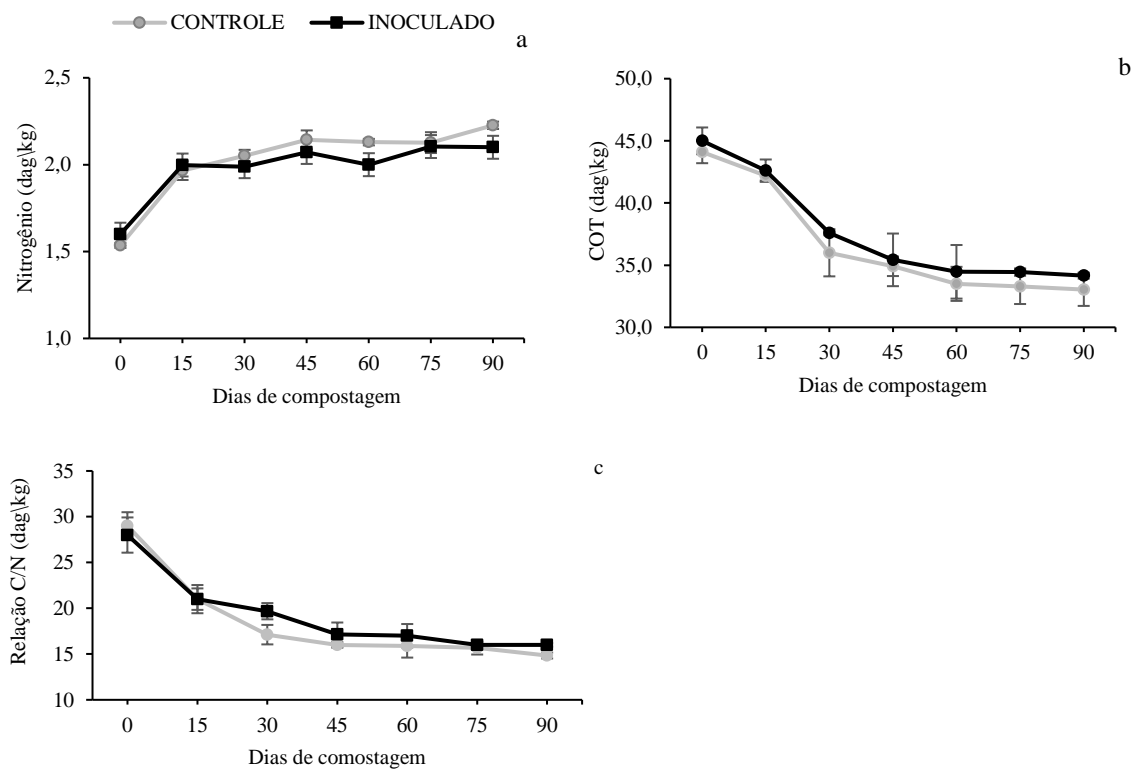 CONTROLE INOCULADO
a
Nitrogênio (dag\kg)
2,5
2,0
1,5
1,0
0 15 30 45 60 75 90
Dias de compostagem
b
COT (dag\kg)
50,0
45,0
40,0
35,0
30,0
0 15 30 45 60 75 90
Dias de compostagem
c
Relação C/N (dag\kg)
35
30
25
20
15
10
0 15 30 45 60 75 90
Dias de comostagem